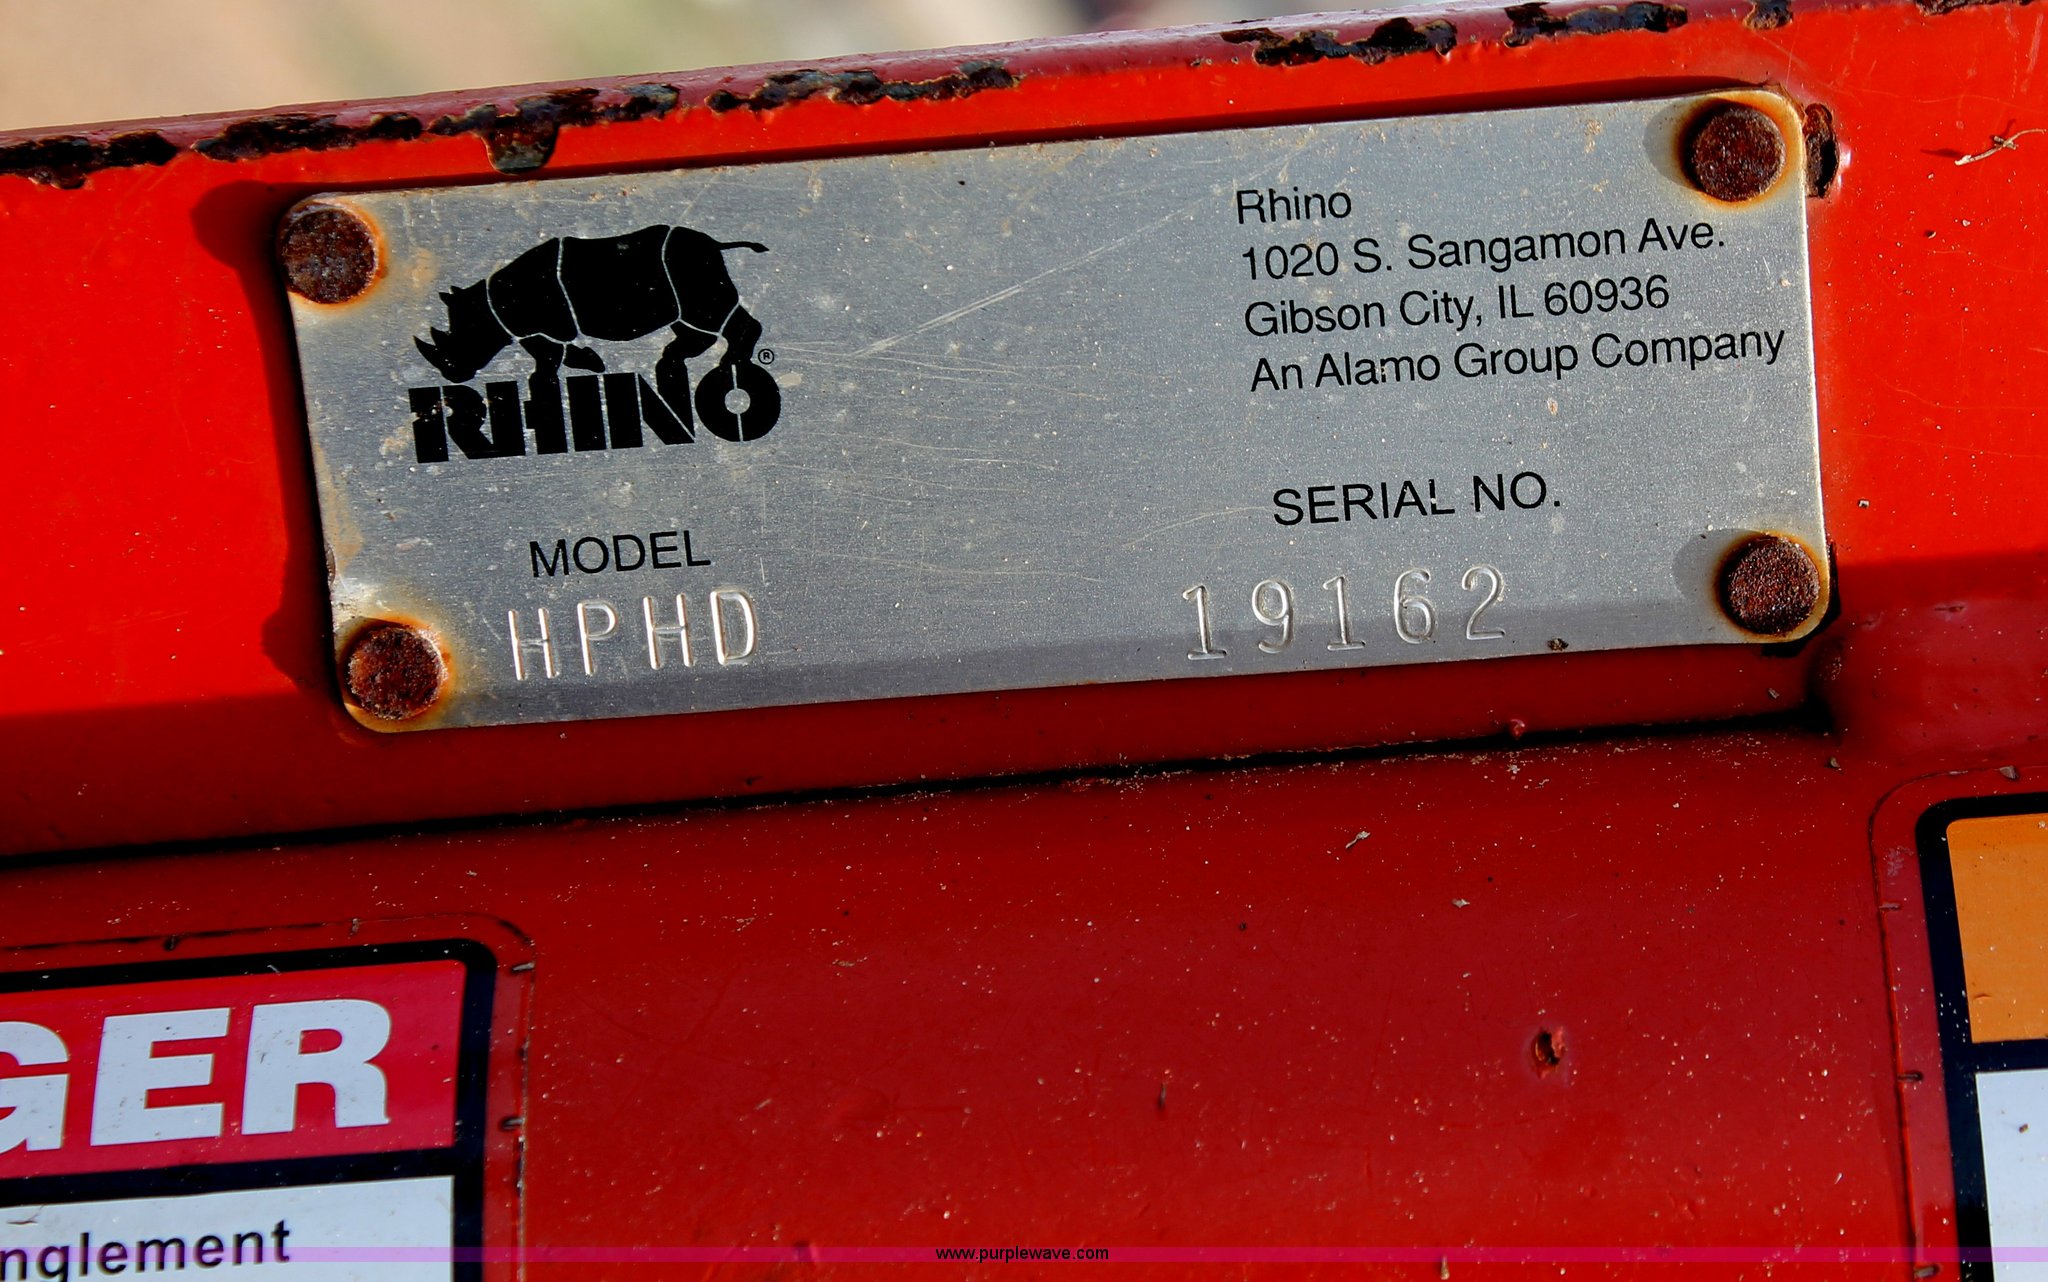 Rhino
1020 S. Sangamon Ave.
Gibson City, IL 60936
An Alamo Group Company
®
RHINO
MODEL
HPHD
SERIAL NO.
19162
GER
nglement
www.purplewave.com